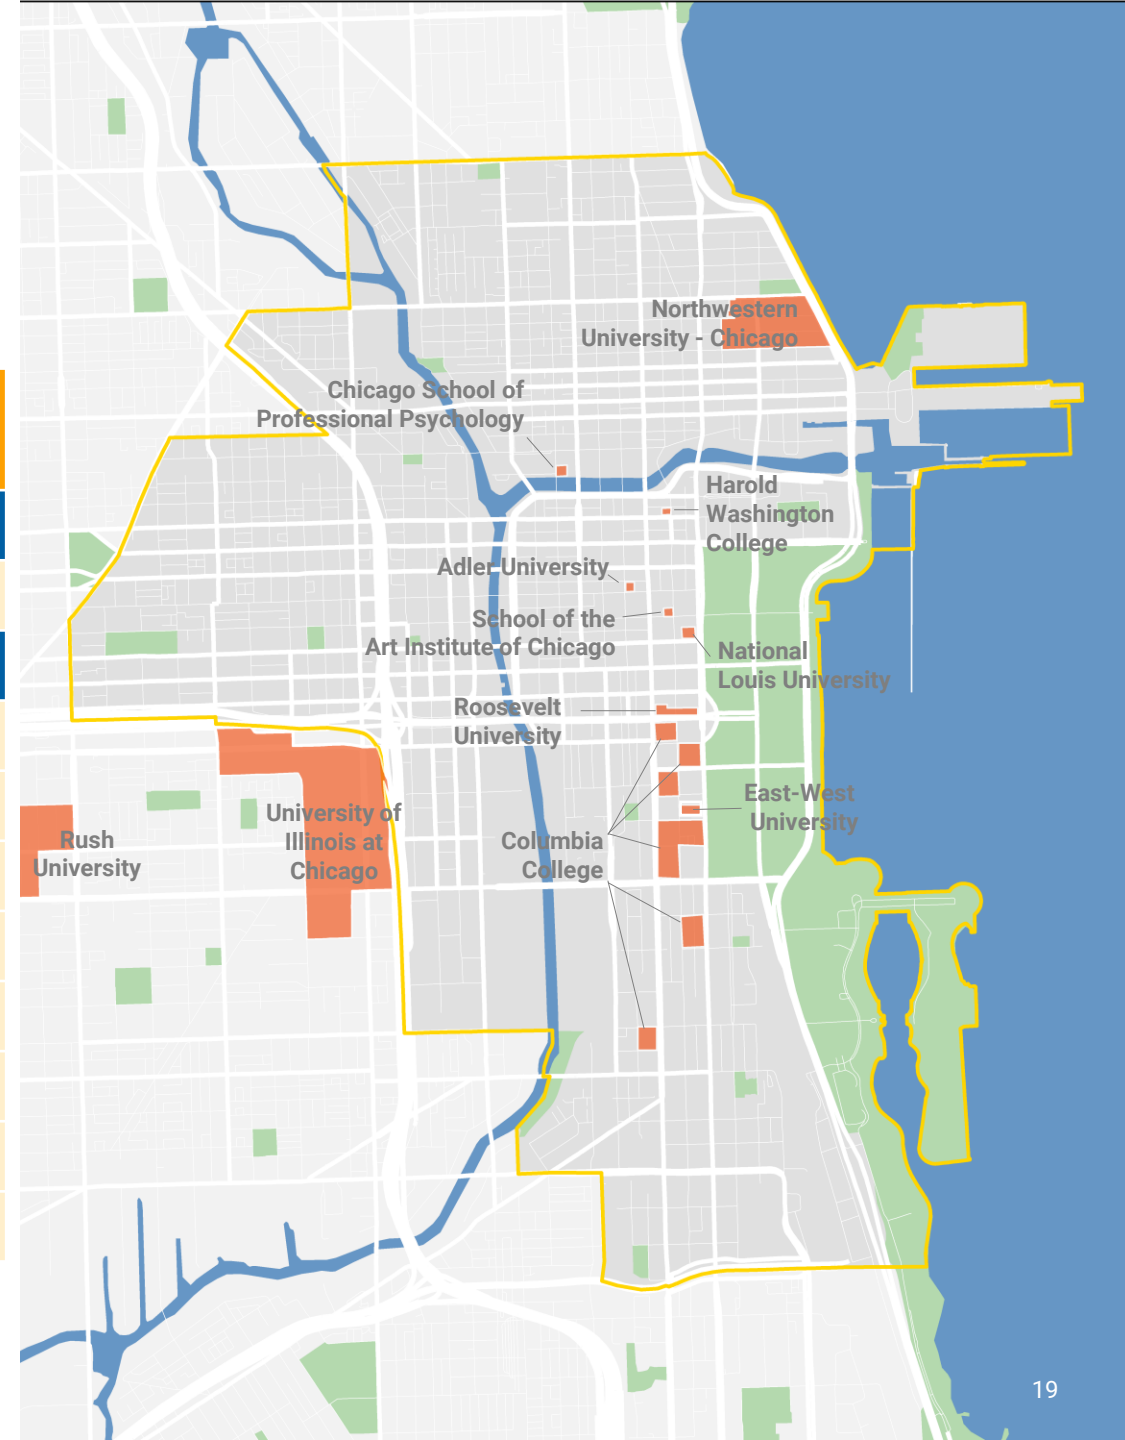 Northwestern
University - Chicago
Chicago School of
Professional Psychology
Harold
Washington
College
Adler University
School of the
Art Institute of Chicago
National
Louis University
Roosevelt
University
East-West
University
University of
Illinois at
Chicago
Rush
University
Columbia
College
19